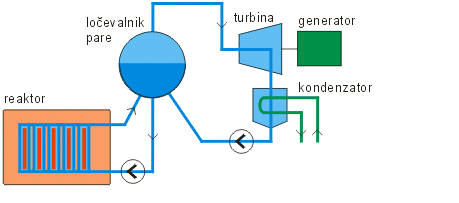 ločevalnik
pare
turbina
generator
kondenzator
reaktor